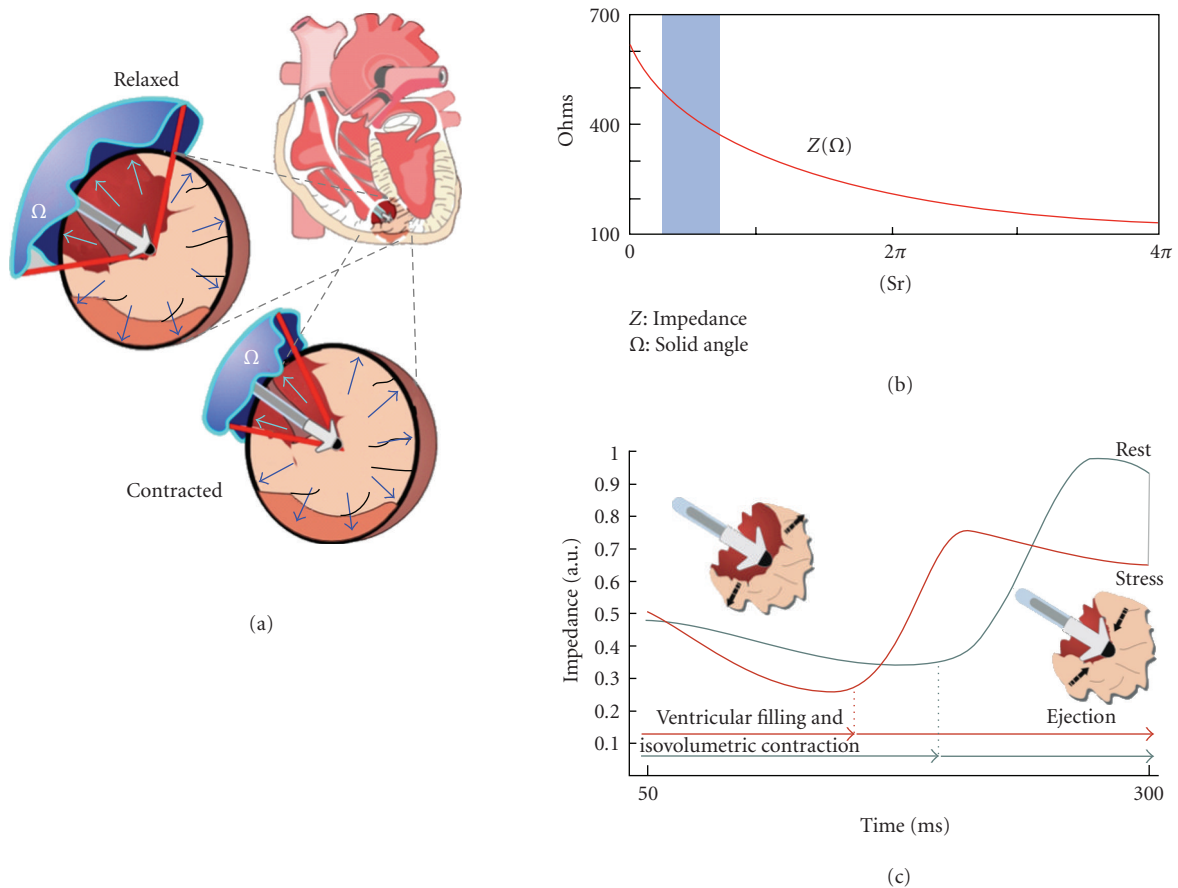 Relaxed
Ω
Ω
Contracted
(a)
700
400
100
Ohms
Z(Ω)
0
2π
4π
(Sr)
Z: Impedance
Ω: Solid angle
(b)
1
0.9
0.8
0.7
0.6
0.5
0.4
0.3
0.2
0.1
Impedance (a.u.)
Rest
Stress
Ventricular filling and
isovolumetric contraction
Ejection
50
300
Time (ms)
(c)